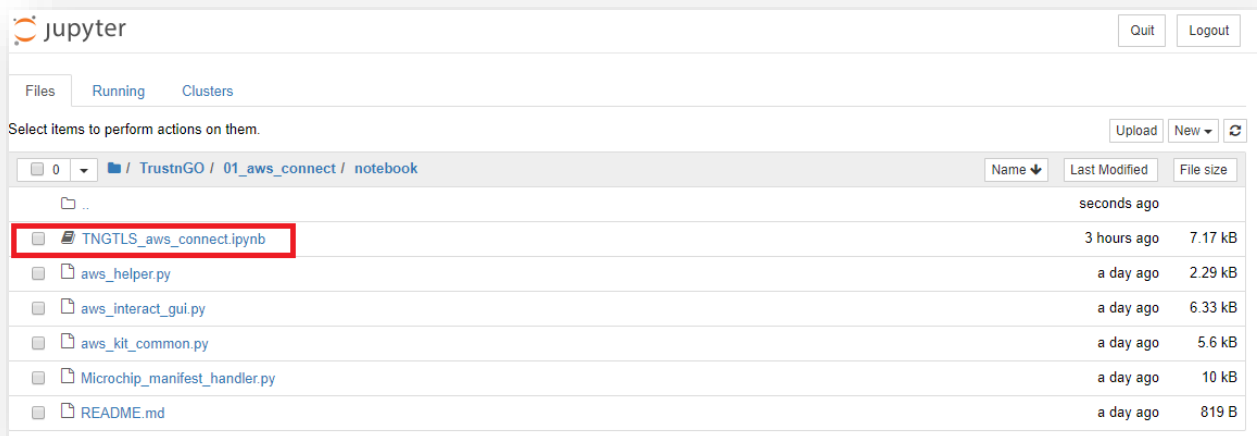 jupyter Quit Logout
Files Running Clusters
Select items to perform actions on them. Upload New
0 / TrustnGO / 01_aws_connect / notebook Name Last Modified File size
.. seconds ago
TNGTLS_aws_connect.ipynb 3 hours ago 7.17 kB
aws_helper.py a day ago 2.29 kB
aws_interact_gui.py a day ago 6.33 kB
aws_kit_common.py a day ago 5.6 kB
Microchip_manifest_handler.py a day ago 10 kB
README.md a day ago 819 B